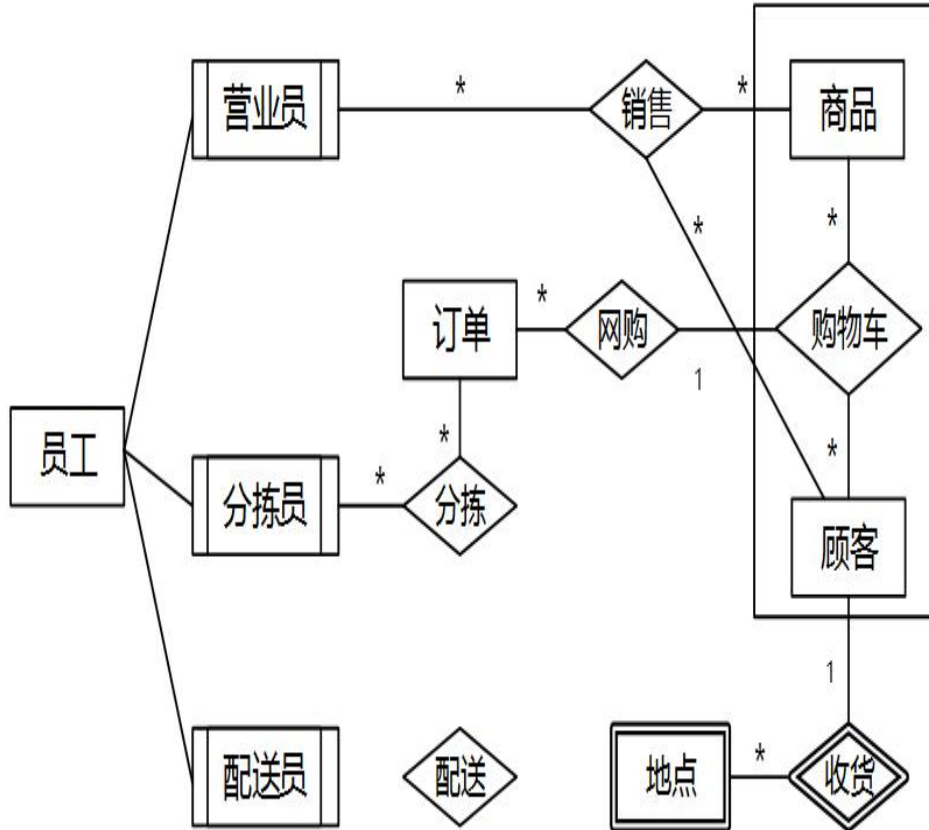 营业员
*
销售
*
商品
*
*
订单
*
网购
1
购物车
*
*
员工
分拣员
*
分拣
顾客
1
配送员
配送
地点
*
收货